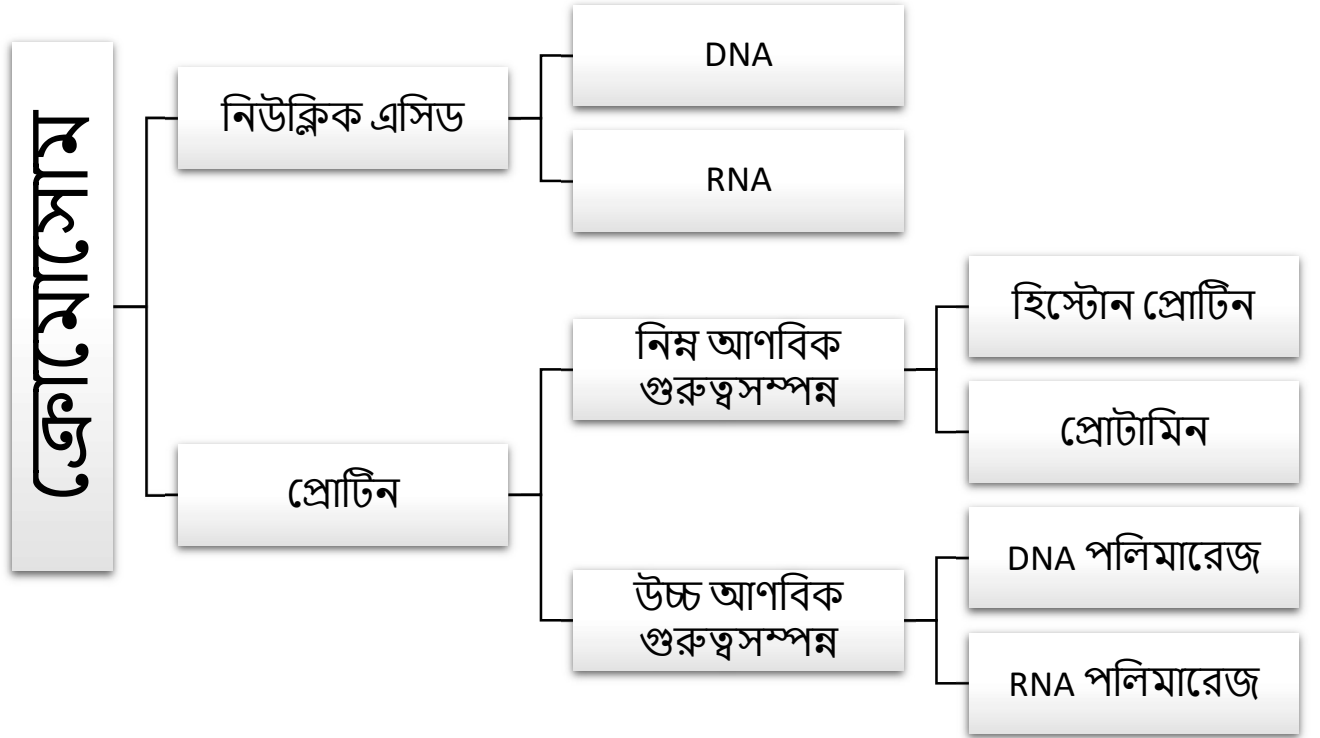 ক্রোমোসোম
নিউক্লিক এসিড
DNA
RNA
প্রোটিন
নিম্ন আণবিক
গুরুত্বসম্পন্ন
হিস্টোন প্রোটিন
প্রোটামিন
উচ্চ আণবিক
গুরুত্বসম্পন্ন
DNA পলিমারেজ
RNA পলিমারেজ